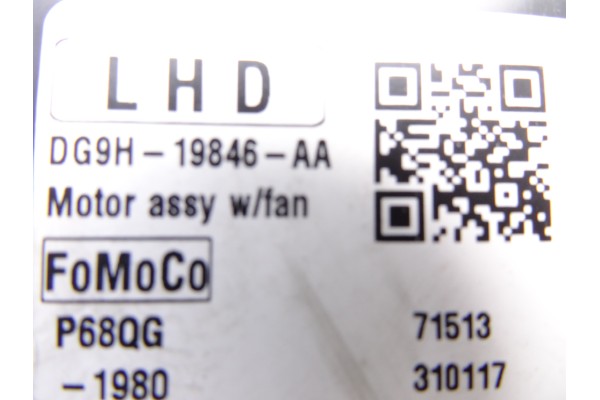 LHD
DG9H-19846-AA
Motor assy w/fan
FoMoCo
P68QG 71513
-1980 310117